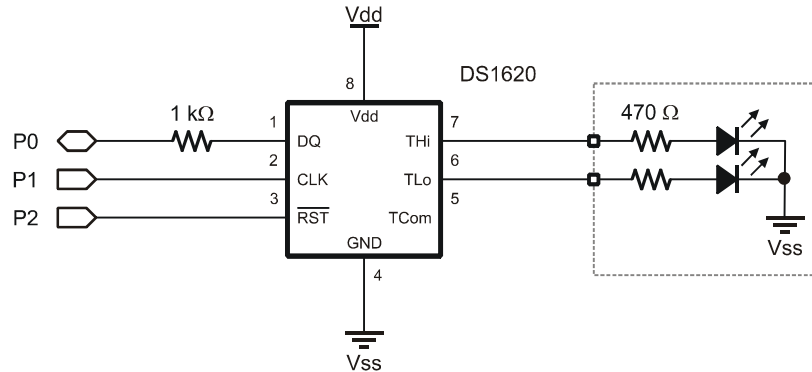 Vdd
DS1620
8
1 kΩ
470 Ω
1
Vdd
7
P0
DQ
THi
2
6
P1
CLK
TLo
3
5
P2
RST
TCom
GND
4
Vss
Vss